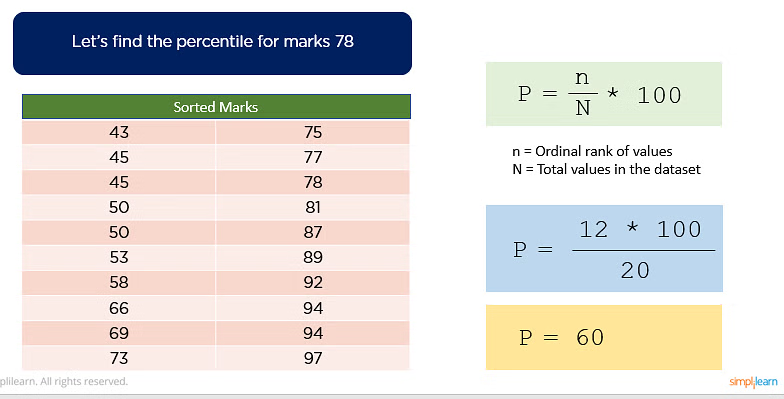 Let's find the percentile for marks 78
Sorted Marks
43 75
45 77
45 78
50 81
50 87
53 89
58 92
66 94
69 94
73 97
P = n/N * 100
n = Ordinal rank of values
N = Total values in the dataset
P = 12 * 100
20
P = 60
plilearn. All rights reserved.
simplilearn